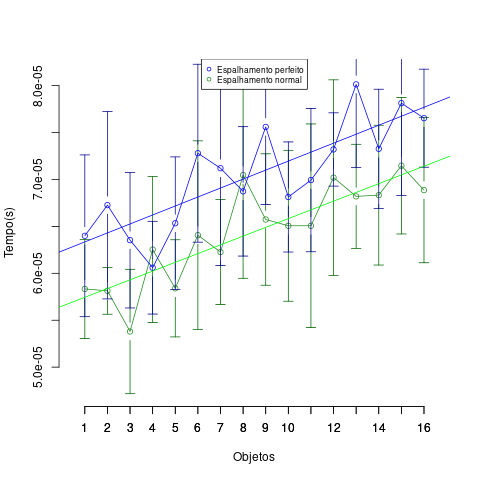 Espalhamento perfeito
Espalhamento normal
Tempo(s)
8.0e-05
7.0e-05
6.0e-05
5.0e-05
1 2 3 4 5 6 7 8 9 10 12 14 16
Objetos